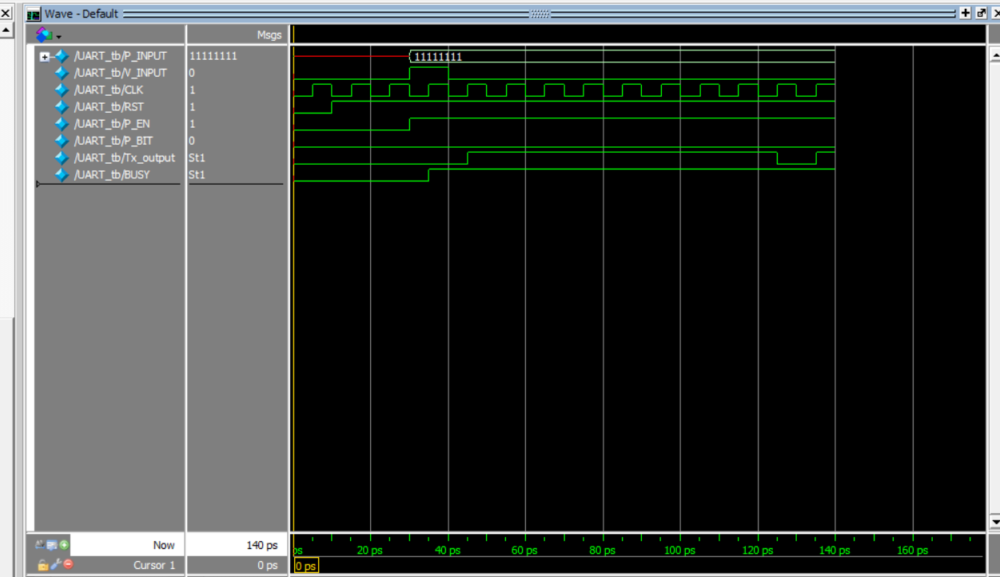 Wave - Default
Msgs
/UART_tb/P_INPUT 11111111 11111111
/UART_tb/V_INPUT 0
/UART_tb/CLK 1
/UART_tb/RST 1
/UART_tb/P_EN 1
/UART_tb/P_BIT 0
/UART_tb/Tx_output St1
/UART_tb/BUSY St1
Now 140 ps ps 20 ps 40 ps 60 ps 80 ps 100 ps 120 ps 140 ps 160 ps
Cursor 1 0 ps 0 ps